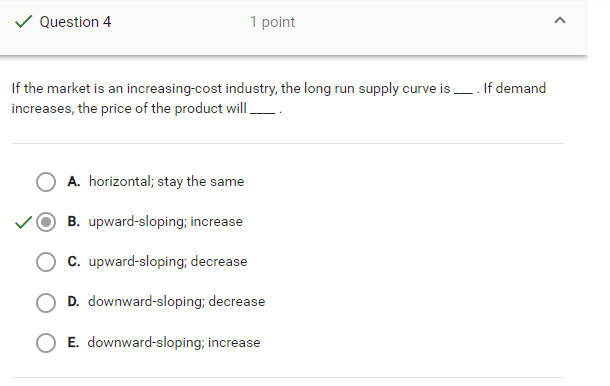 Question 4 1 point
If the market is an increasing-cost industry, the long run supply curve is ___ . If demand
increases, the price of the product will ____ .
A. horizontal; stay the same
B. upward-sloping; increase
C. upward-sloping; decrease
D. downward-sloping; decrease
E. downward-sloping; increase